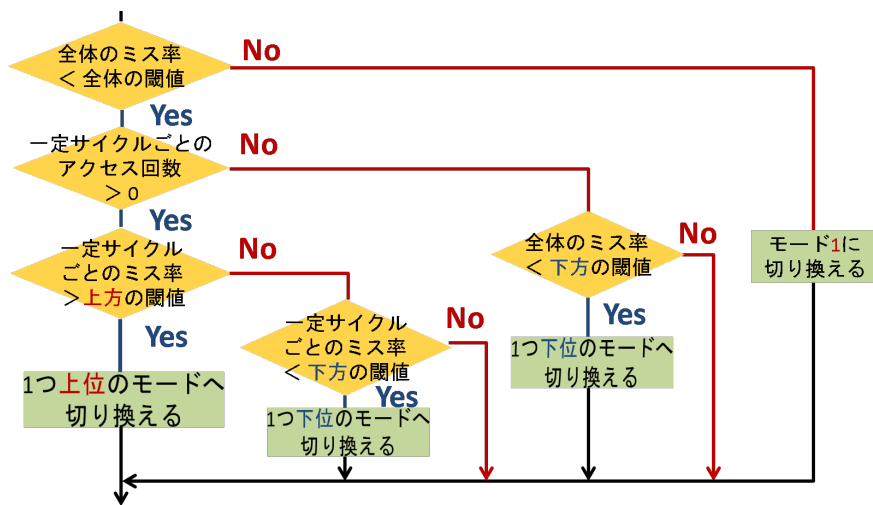 全体のミス率
< 全体の閾値
No
Yes
一定サイクルごとの
アクセス回数
> 0
No
Yes
一定サイクル
ごとのミス率
>上方の閾値
No
Yes
1つ上位のモードへ
切り換える
一定サイクル
ごとのミス率
< 下方の閾値
No
Yes
1つ下位のモードへ
切り換える
全体のミス率
< 下方の閾値
No
Yes
1つ下位のモードへ
切り換える
モード1に
切り換える